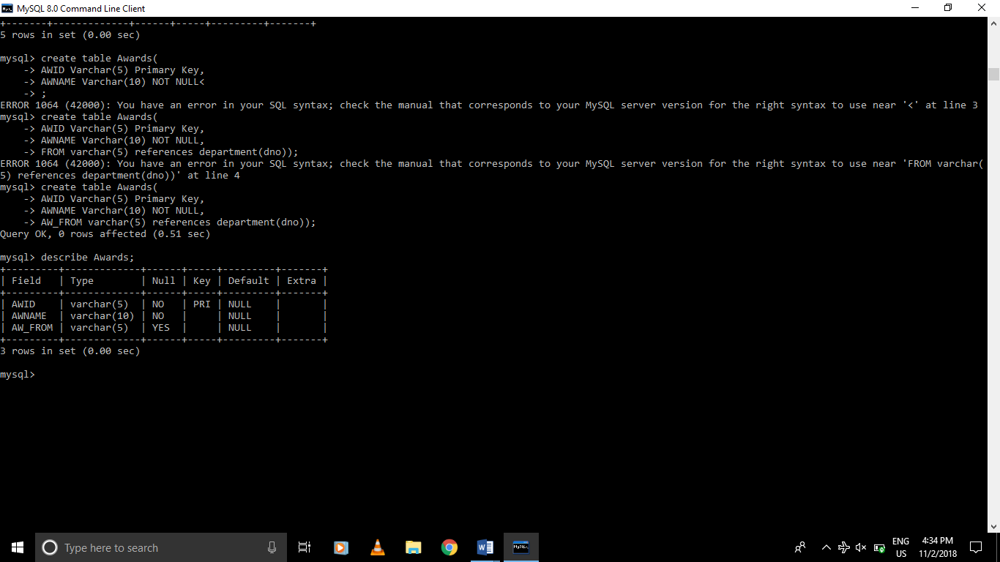 MySQL 8.0 Command Line Client
+-------+-------------+------+-----+---------+-------+
5 rows in set (0.00 sec)
mysql> create table Awards(
    -> AWID Varchar(5) Primary Key,
    -> AWNAME Varchar(10) NOT NULL<
    -> ;
ERROR 1064 (42000): You have an error in your SQL syntax; check the manual that corresponds to your MySQL server version for the right syntax to use near '<' at line 3
mysql> create table Awards(
    -> AWID Varchar(5) Primary Key,
    -> AWNAME Varchar(10) NOT NULL,
    -> FROM varchar(5) references department(dno));
ERROR 1064 (42000): You have an error in your SQL syntax; check the manual that corresponds to your MySQL server version for the right syntax to use near 'FROM varchar(
5) references department(dno))' at line 4
mysql> create table Awards(
    -> AWID Varchar(5) Primary Key,
    -> AWNAME Varchar(10) NOT NULL,
    -> AW_FROM varchar(5) references department(dno));
Query OK, 0 rows affected (0.51 sec)
mysql> describe Awards;
+---------+-------------+------+-----+---------+-------+
| Field   | Type        | Null | Key | Default | Extra |
+---------+-------------+------+-----+---------+-------+
| AWID    | varchar(5)  | NO   | PRI | NULL    |       |
| AWNAME  | varchar(10) | NO   |     | NULL    |       |
| AW_FROM | varchar(5)  | YES  |     | NULL    |       |
+---------+-------------+------+-----+---------+-------+
3 rows in set (0.00 sec)
mysql>
Type here to search
ENG
US
4:34 PM
11/2/2018